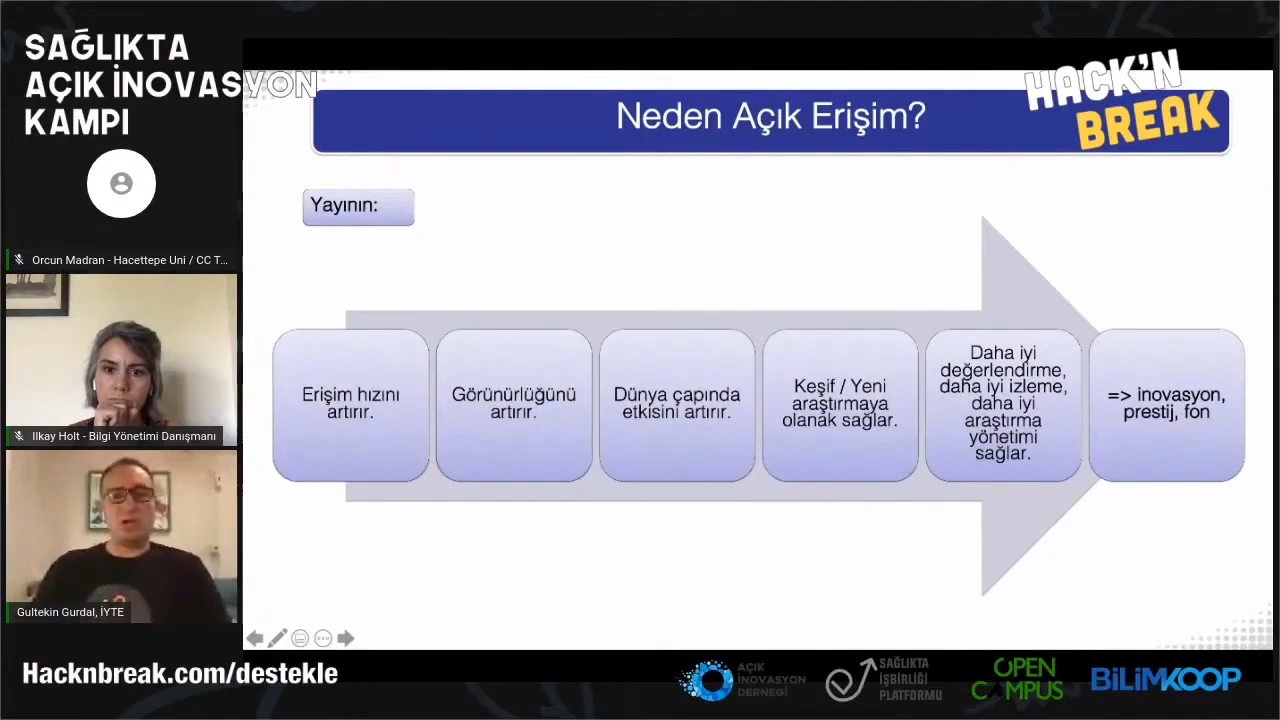 SAĞLIKTA
AÇIK İNOVASYON
KAMPI
HACK'N
BREAK
Neden Açık Erişim?
Yayının:
Orcun Madran - Hacettepe Uni / CC T...
Ilkay Holt - Bilgi Yönetimi Danışmanı
Gultekin Gurdal, İYTE
Erişim hızını
artırır.
Görünürlüğünü
artırır.
Dünya çapında
etkisini artırır.
Keşif / Yeni
araştırmaya
olanak sağlar.
Daha iyi
değerlendirme,
daha iyi izleme,
daha iyi
araştırma
yönetimi
sağlar.
=> inovasyon,
prestij, fon
Hacknbreak.com/destekle
AÇIK
İNOVASYON
DERNEĞİ
SAĞLIKTA
İŞBİRLİĞİ
PLATFORMU
OPEN
CAMPUS
BİLİMKOOP